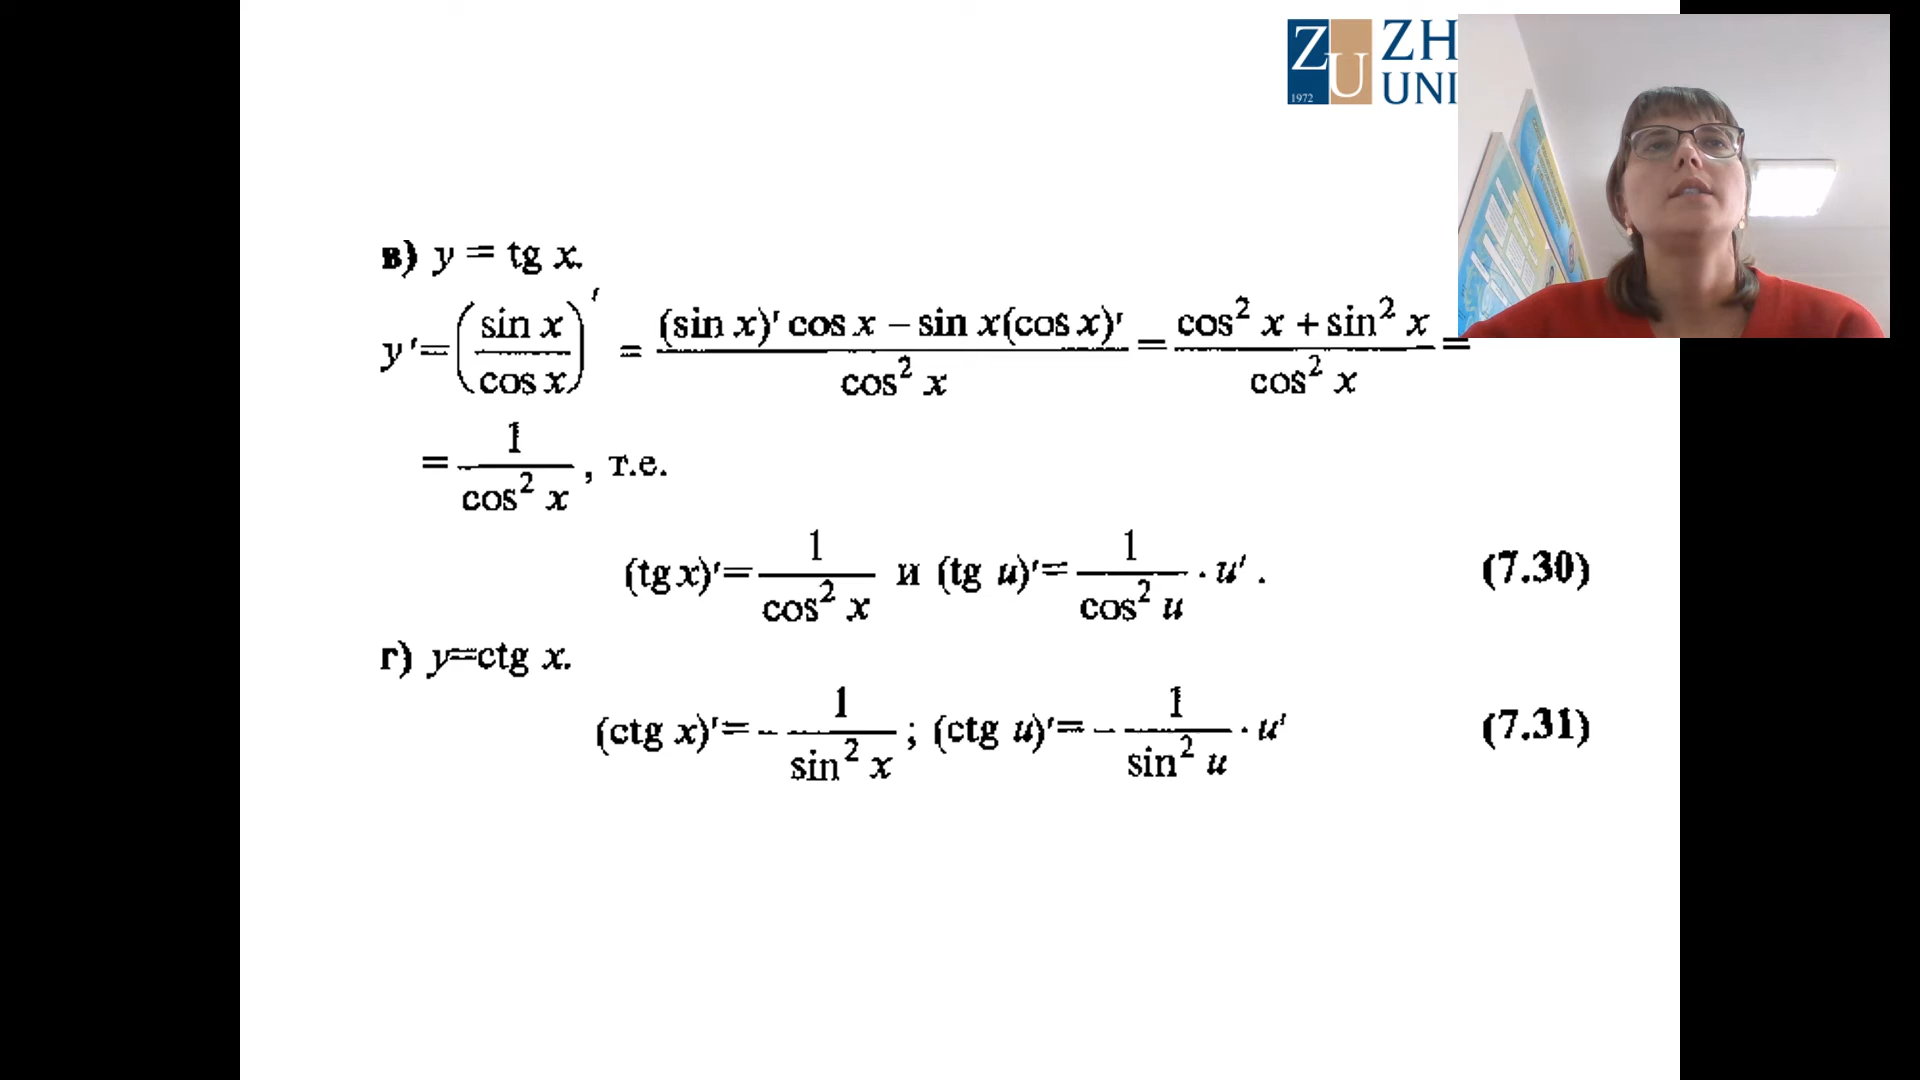 ZU ZH
1972 UNI
в) y = tg x.
y′=(sin x / cos x)′ = ((sin x)′ cos x − sin x(cos x)′) / cos² x = (cos² x + sin² x) / cos² x =
= 1 / cos² x , т.е.
(tg x)′= 1 / cos² x и (tg u)′= 1 / cos² u · u′ . (7.30)
г) y=ctg x.
(ctg x)′= − 1 / sin² x ; (ctg u)′= − 1 / sin² u · u′ (7.31)